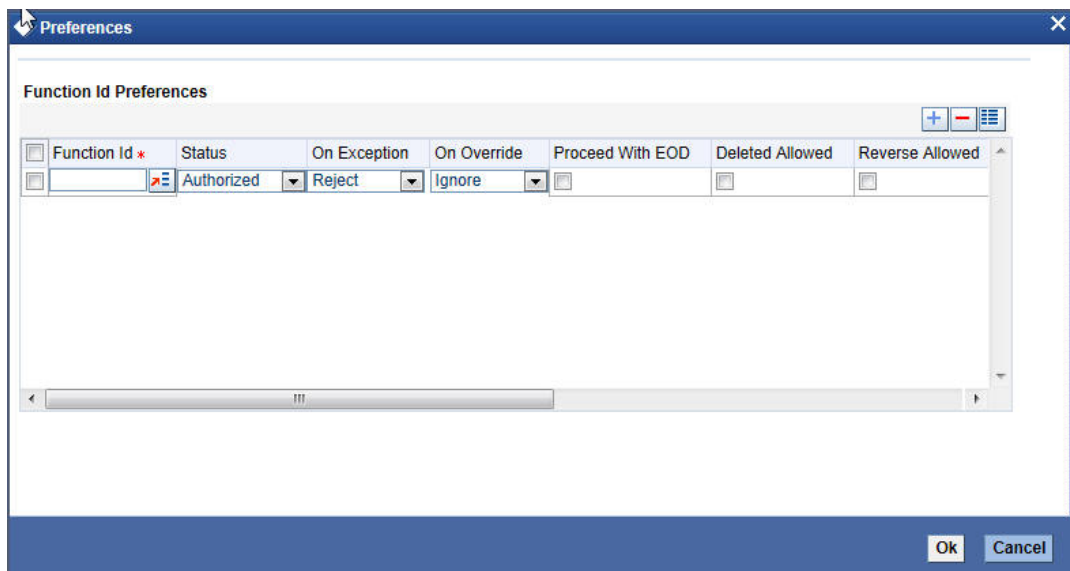 Preferences
Function Id Preferences
Function Id * Status On Exception On Override Proceed With EOD Deleted Allowed Reverse Allowed
Authorized Reject Ignore
Ok Cancel